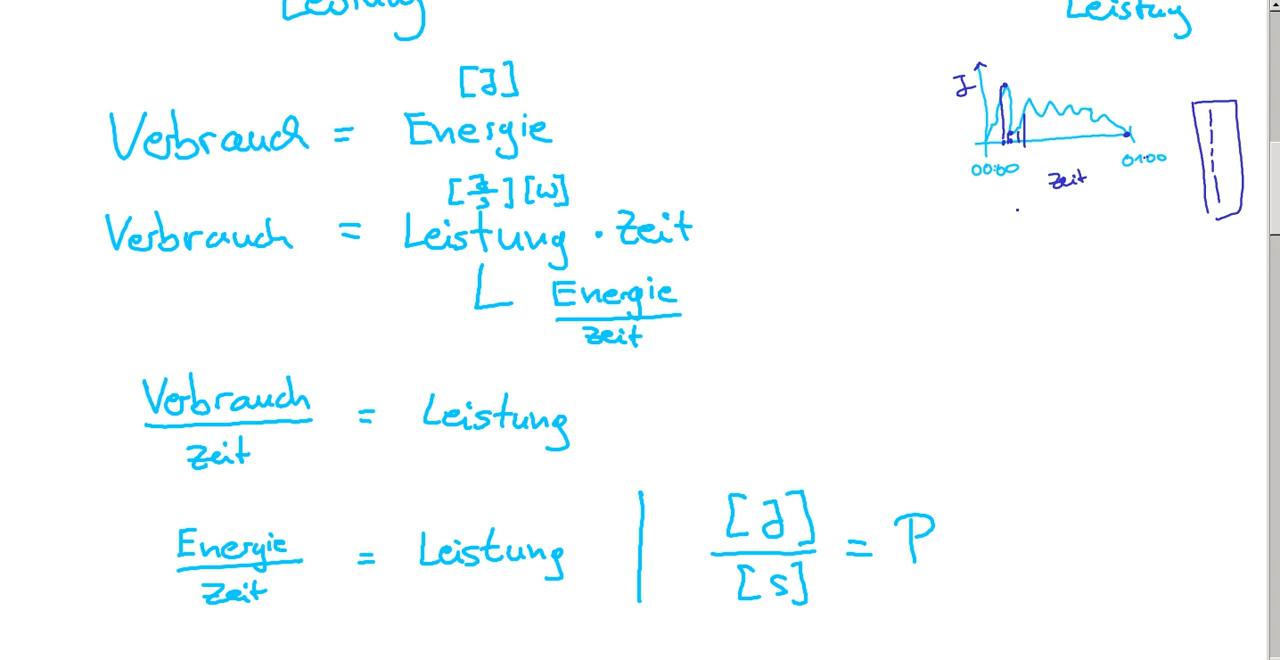 Leistung
Leistug
[J]
Verbrauch = Energie
[J/s] [W]
Verbrauch = Leistung · Zeit
Energie
Zeit
Verbrauch
Zeit
= Leistung
Energie
Zeit
= Leistung
[J]
[s]
= P
J
00:00
01:00
Zeit